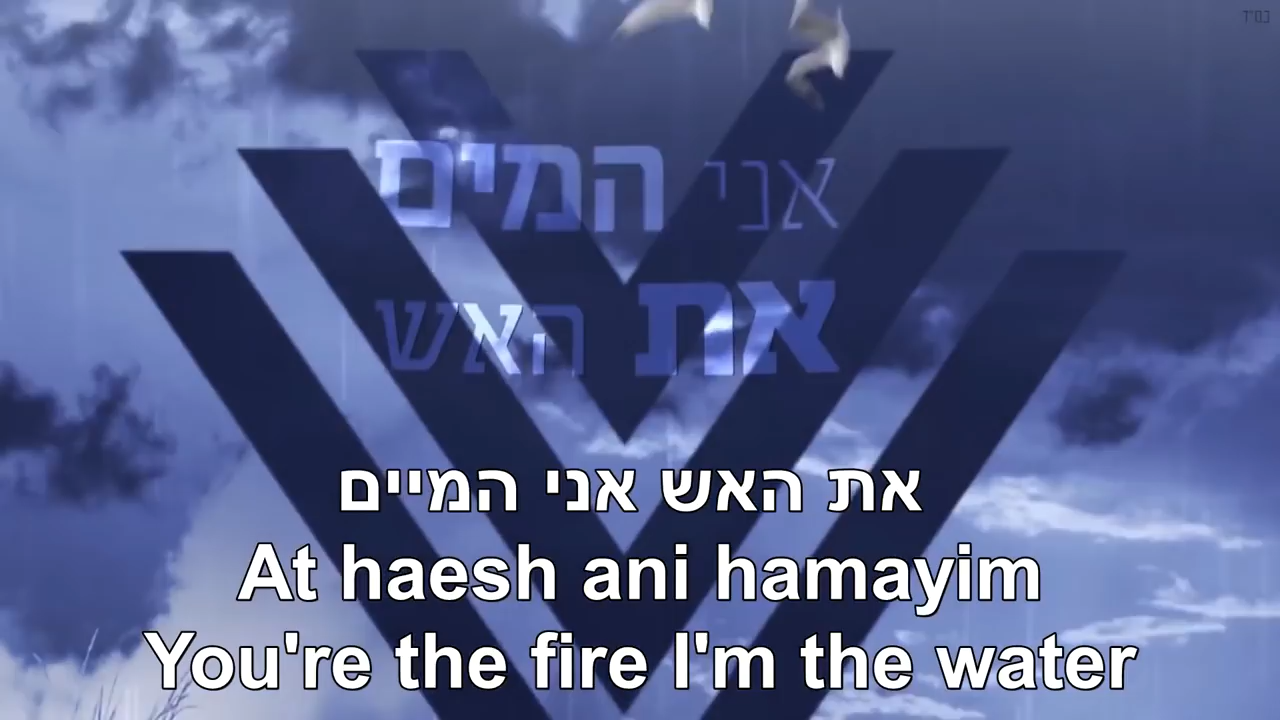 בס"ד
אני המים
את האש
את האש אני המיים
At haesh ani hamayim
You're the fire I'm the water